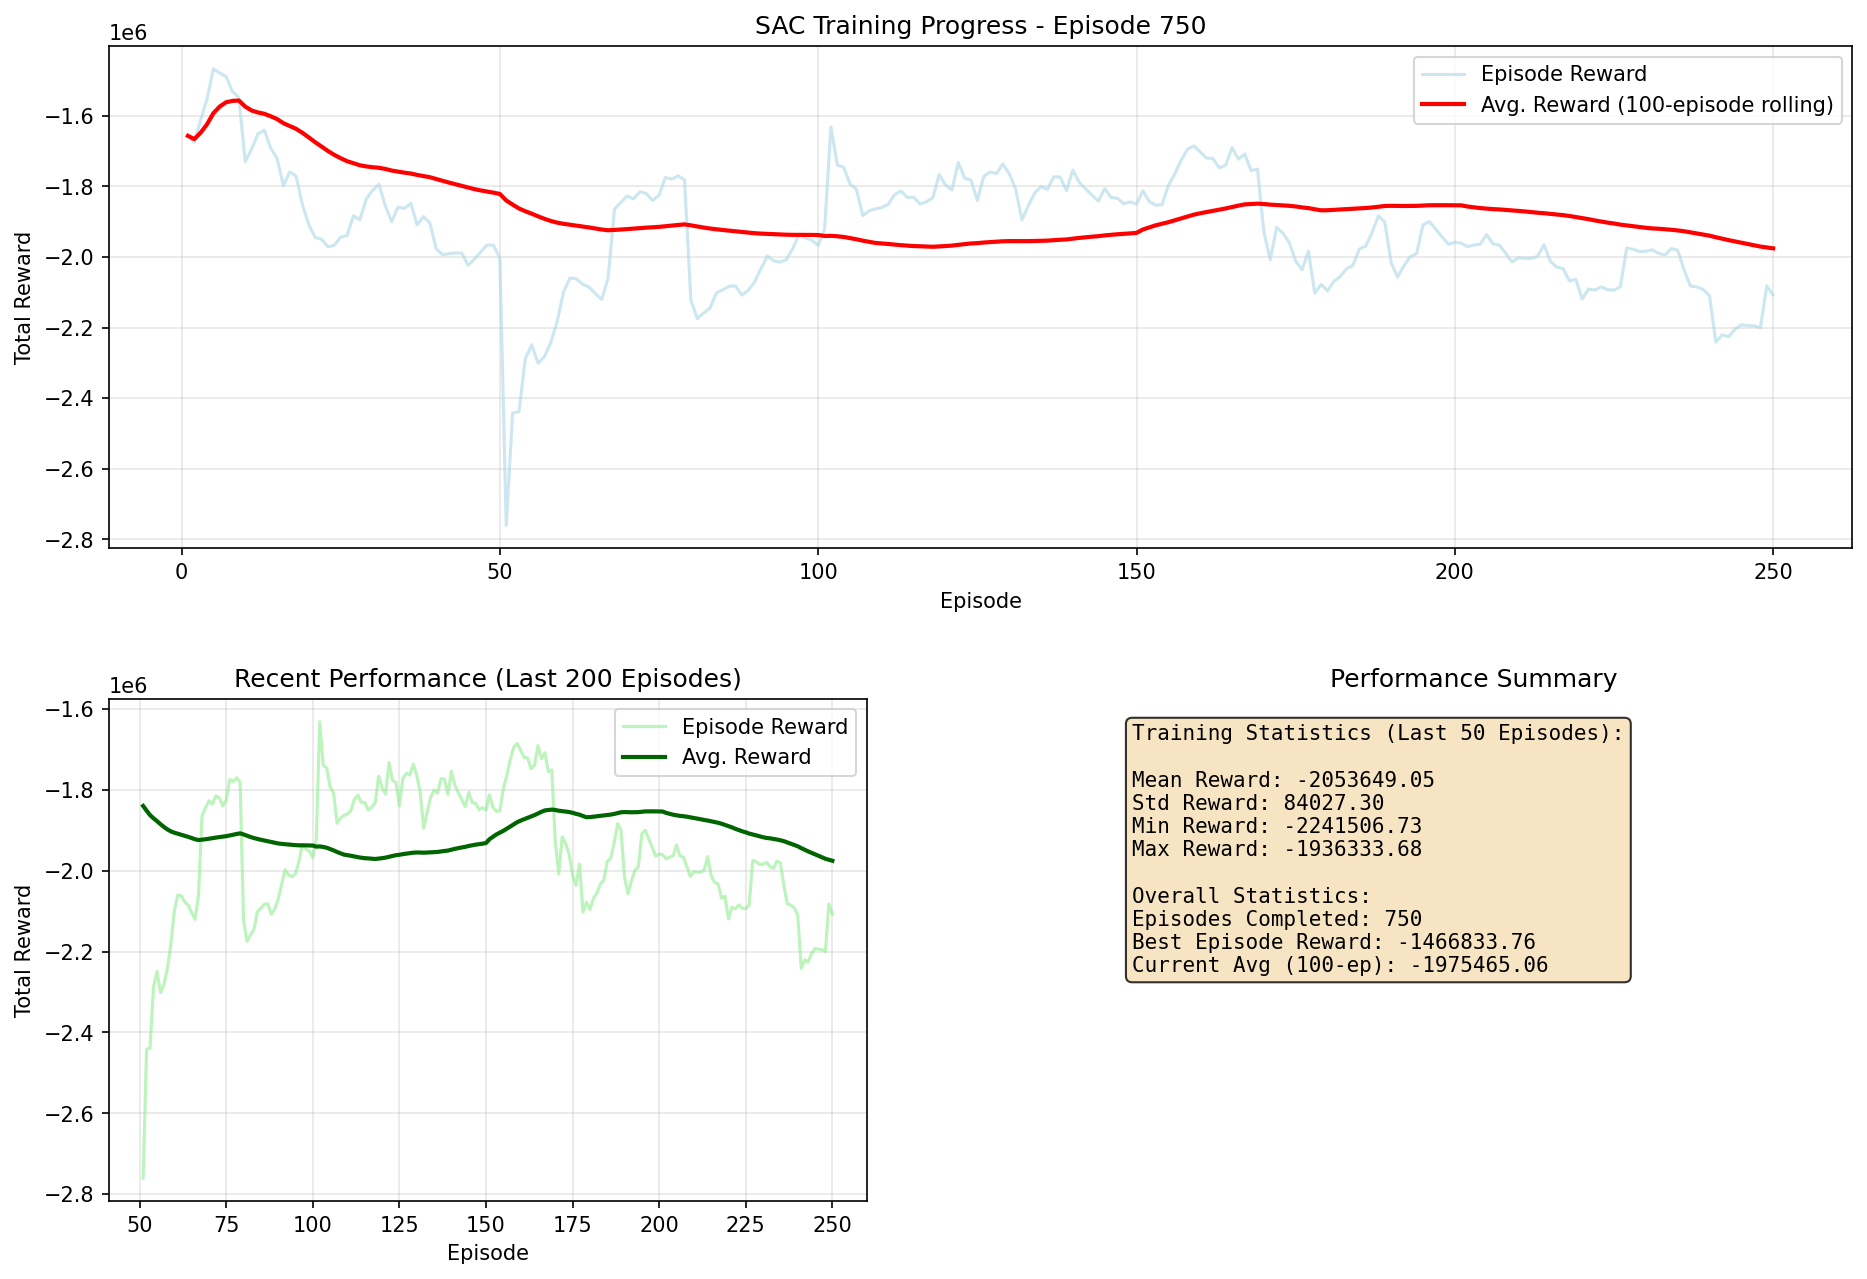 SAC Training Progress - Episode 750
1e6
−1.6
−1.8
−2.0
−2.2
−2.4
−2.6
−2.8
Total Reward
0
50
100
150
200
250
Episode
Episode Reward
Avg. Reward (100-episode rolling)
Recent Performance (Last 200 Episodes)
1e6
−1.6
−1.8
−2.0
−2.2
−2.4
−2.6
−2.8
Total Reward
50
75
100
125
150
175
200
225
250
Episode
Episode Reward
Avg. Reward
Performance Summary
Training Statistics (Last 50 Episodes):
Mean Reward: -2053649.05
Std Reward: 84027.30
Min Reward: -2241506.73
Max Reward: -1936333.68
Overall Statistics:
Episodes Completed: 750
Best Episode Reward: -1466833.76
Current Avg (100-ep): -1975465.06